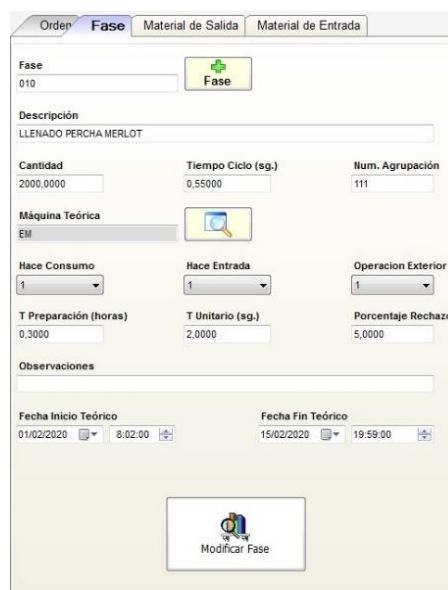 Orden Fase Material de Salida Material de Entrada
Fase
010
Fase
Descripción
LLENADO PERCHA MERLOT
Cantidad Tiempo Ciclo (sg.) Num. Agrupación
2000,0000 0,55000 111
Máquina Teórica
EM
Hace Consumo Hace Entrada Operacion Exterior
1 1 1
T Preparación (horas) T Unitario (sg.) Porcentaje Rechazo
0,3000 2,0000 5,0000
Observaciones
Fecha Inicio Teórico Fecha Fin Teórico
01/02/2020 8:02:00 15/02/2020 19:59:00
Modificar Fase